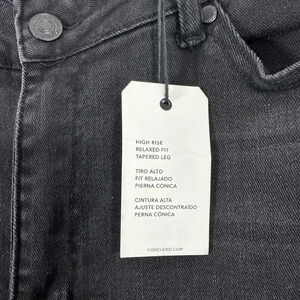 HIGH RISE
RELAXED FIT
TAPERED LEG
TIRO ALTO
FIT RELAJADO
PIERNA CONICA
CINTURA ALTA
AJUSTE DESCONTRAÍDO
PERNA CÔNICA
FOREVER21.COM